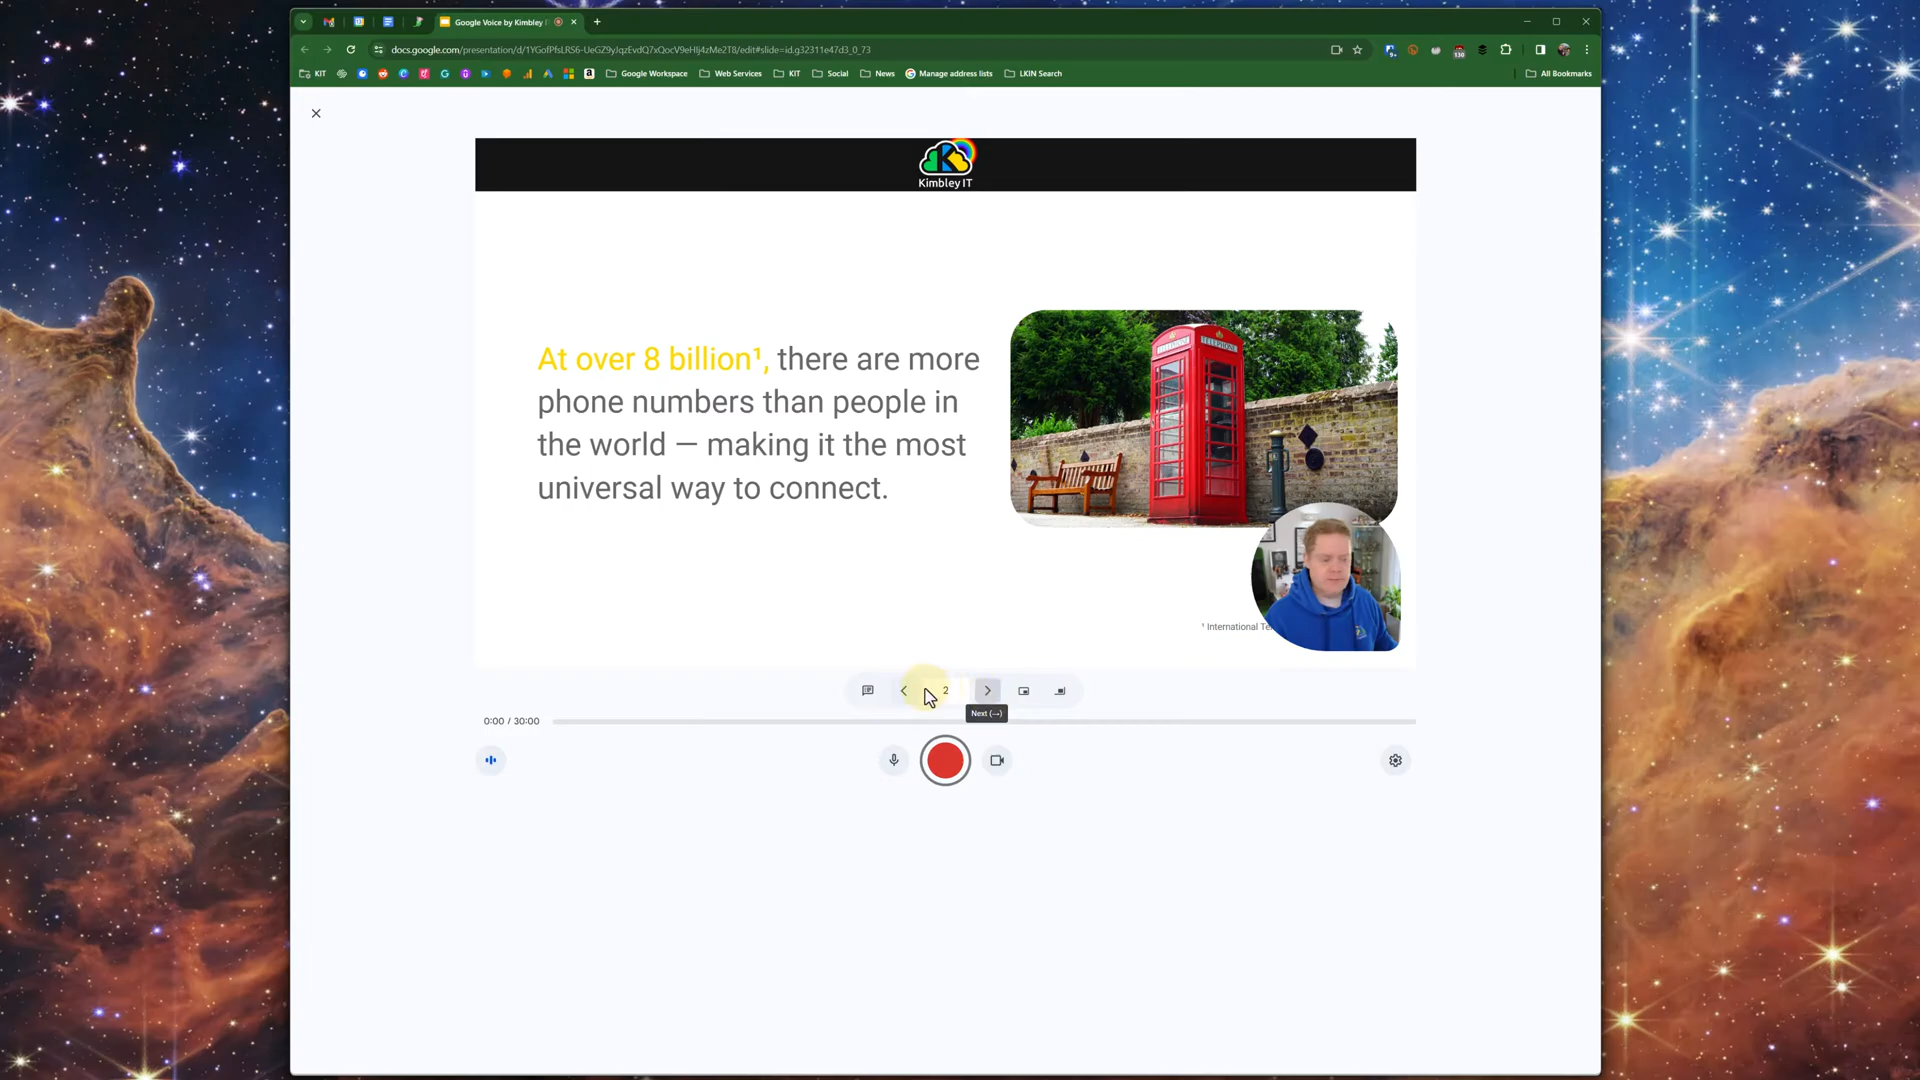 Google Voice by Kimbley
docs.google.com/presentation/d/1YGofPfsLRS6-UeGZ9yJqzEvdQ7xQocV9eHIj4zMe2T8/edit#slide=id.g32311e47d3_0_73
KIT
Google Workspace
Web Services
KIT
Social
News
Manage address lists
LKIN Search
All Bookmarks
Kimbley IT
At over 8 billion¹, there are more
phone numbers than people in
the world — making it the most
universal way to connect.
TELEPHONE
TELEPHONE
¹ International Te
2
Next (→)
0:00 / 30:00